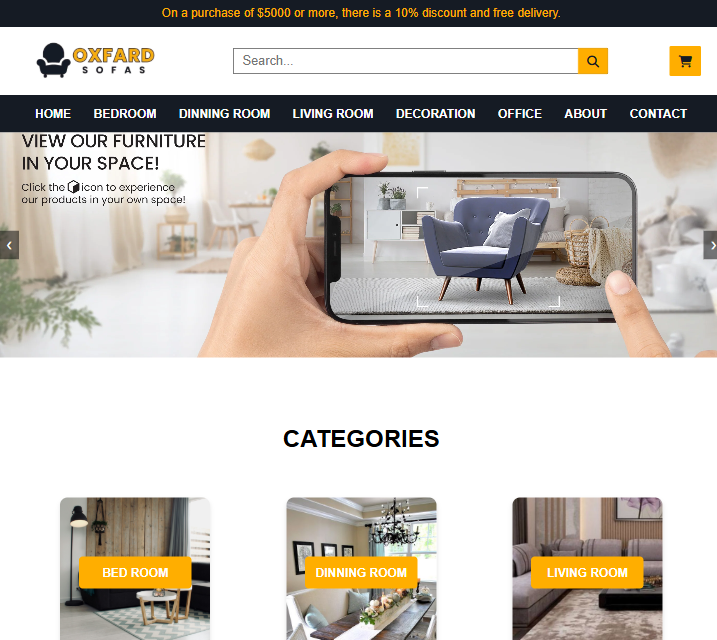 On a purchase of $5000 or more, there is a 10% discount and free delivery.
OXFARD
SOFAS
Search...
HOME BEDROOM DINNING ROOM LIVING ROOM DECORATION OFFICE ABOUT CONTACT
VIEW OUR FURNITURE
IN YOUR SPACE!
Click the icon to experience
our products in your own space!
CATEGORIES
BED ROOM DINNING ROOM LIVING ROOM